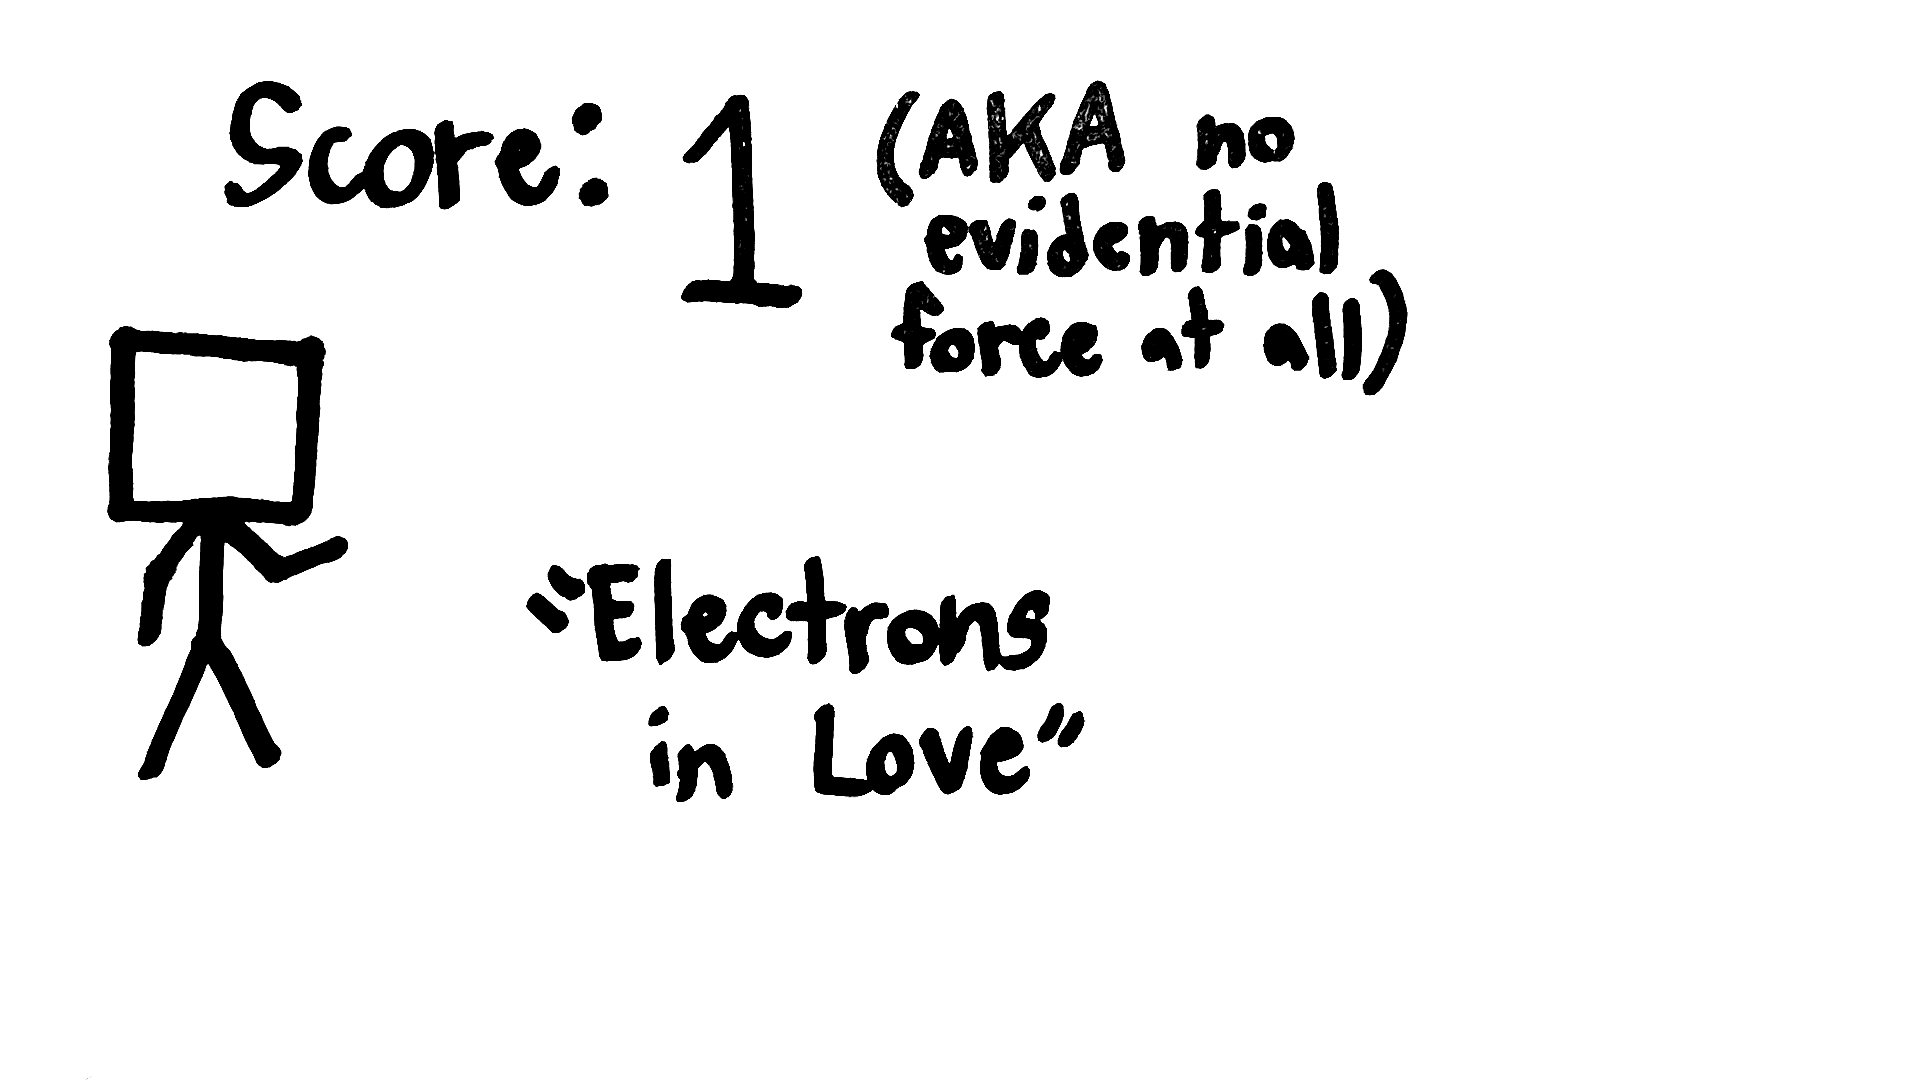 Score: 1 (AKA no
evidential
force at all)
"Electrons
in Love"